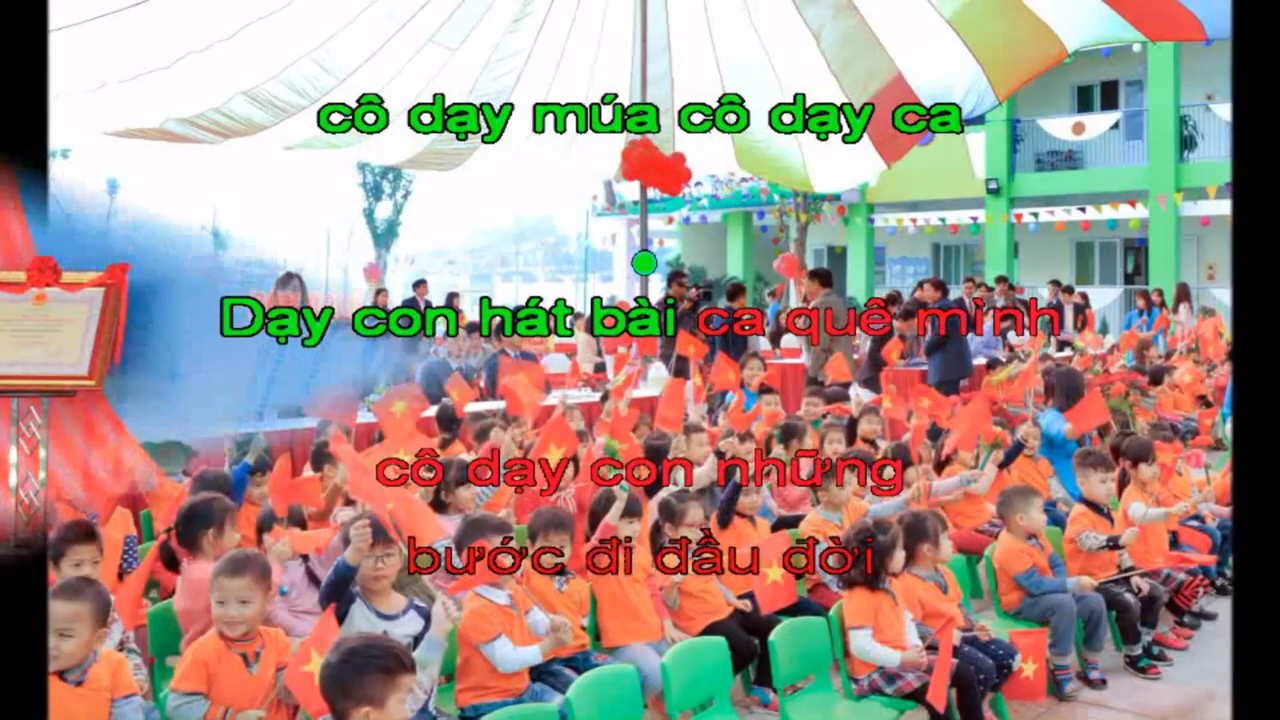 cô dạy múa cô dạy ca
Dạy con hát bài ca quê mình
cô dạy con những
bước đi đầu đời